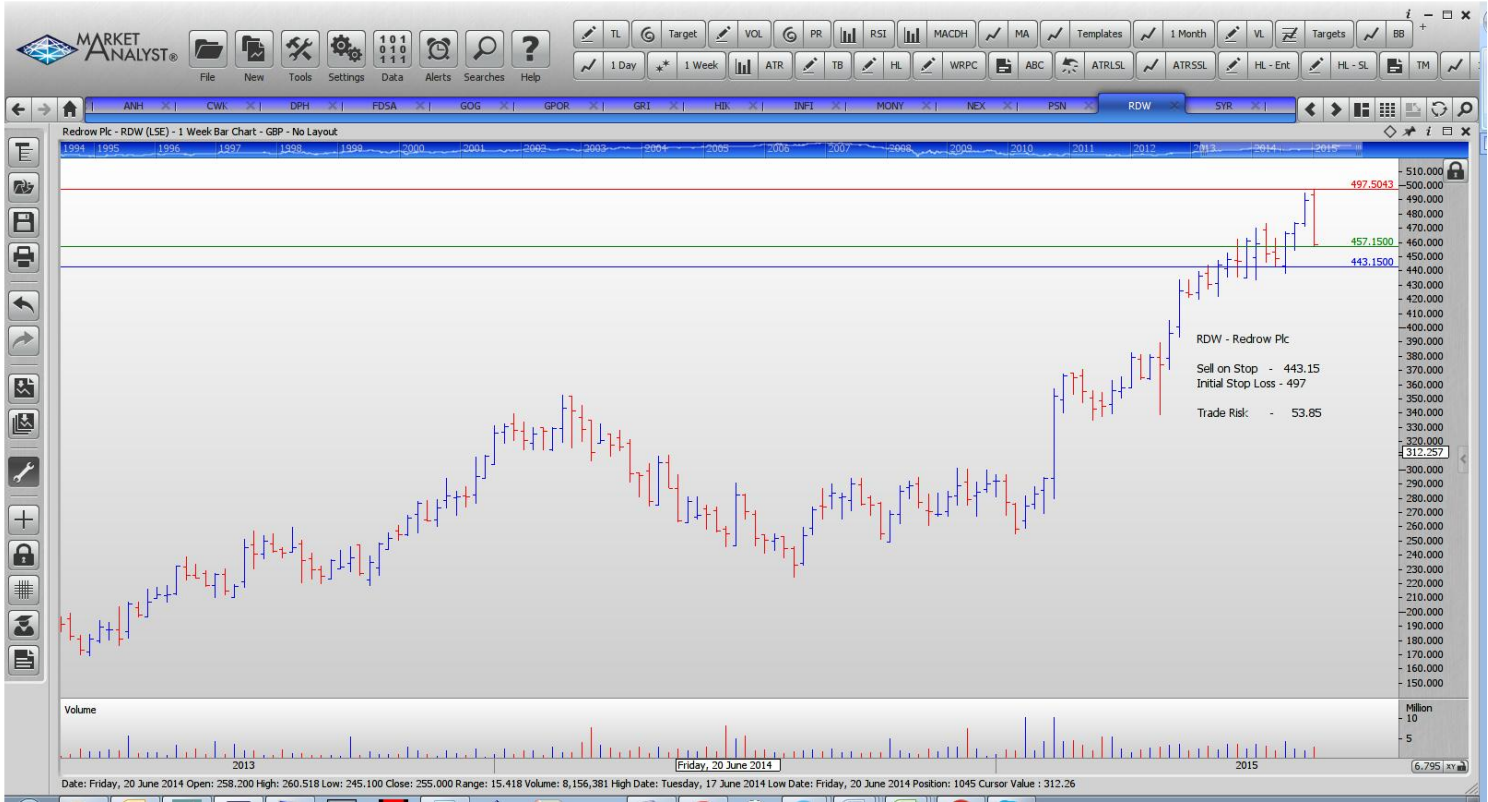 i
MARKET ANALYST®
File New Tools Settings Data Alerts Searches Help
TL Target VOL PR RSI MACDH MA Templates 1 Month VL Targets BB +
1 Day 1 Week ATR TB HL WRPC ABC ATRLSL ATRSSL HL - Ent HL - SL TM
ANH CWK DPH FDSA GOG GPOR GRI HIK INFI MONY NEX PSN RDW SYR
Redrow Plc - RDW (LSE) - 1 Week Bar Chart - GBP - No Layout
1994 1995 1996 1997 1998 1999 2000 2001 2002 2003 2004 2005 2006 2007 2008 2009 2010 2011 2012 2013 2014 2015
510.000
497.5043
500.000
490.000
480.000
470.000
457.1500
460.000
450.000
443.1500
440.000
430.000
420.000
410.000
400.000
RDW - Redrow Plc
390.000
380.000
Sell on Stop - 443.15
370.000
Initial Stop Loss - 497
360.000
350.000
Trade Risk - 53.85
340.000
330.000
320.000
312.257
300.000
290.000
280.000
270.000
260.000
250.000
240.000
230.000
220.000
210.000
200.000
190.000
180.000
170.000
160.000
150.000
Volume
Million
10
5
2013 Friday, 20 June 2014 2015 6.795 XY
Date: Friday, 20 June 2014 Open: 258.200 High: 260.518 Low: 245.100 Close: 255.000 Range: 15.418 Volume: 8,156,381 High Date: Tuesday, 17 June 2014 Low Date: Friday, 20 June 2014 Position: 1045 Cursor Value : 312.26